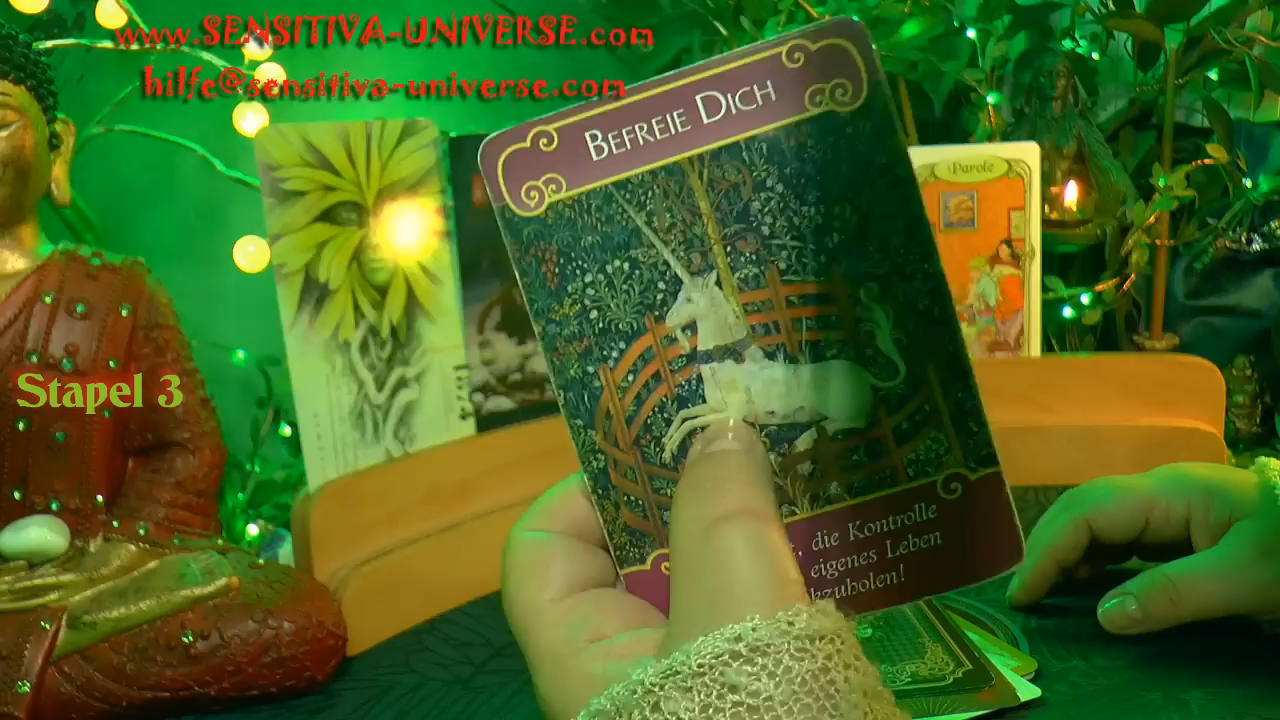 www.SENSITIVA-UNIVERSE.com
hilfe@sensitiva-universe.com
BEFREIE DICH
Parole
Stapel 3
die Kontrolle
eigenes Leben